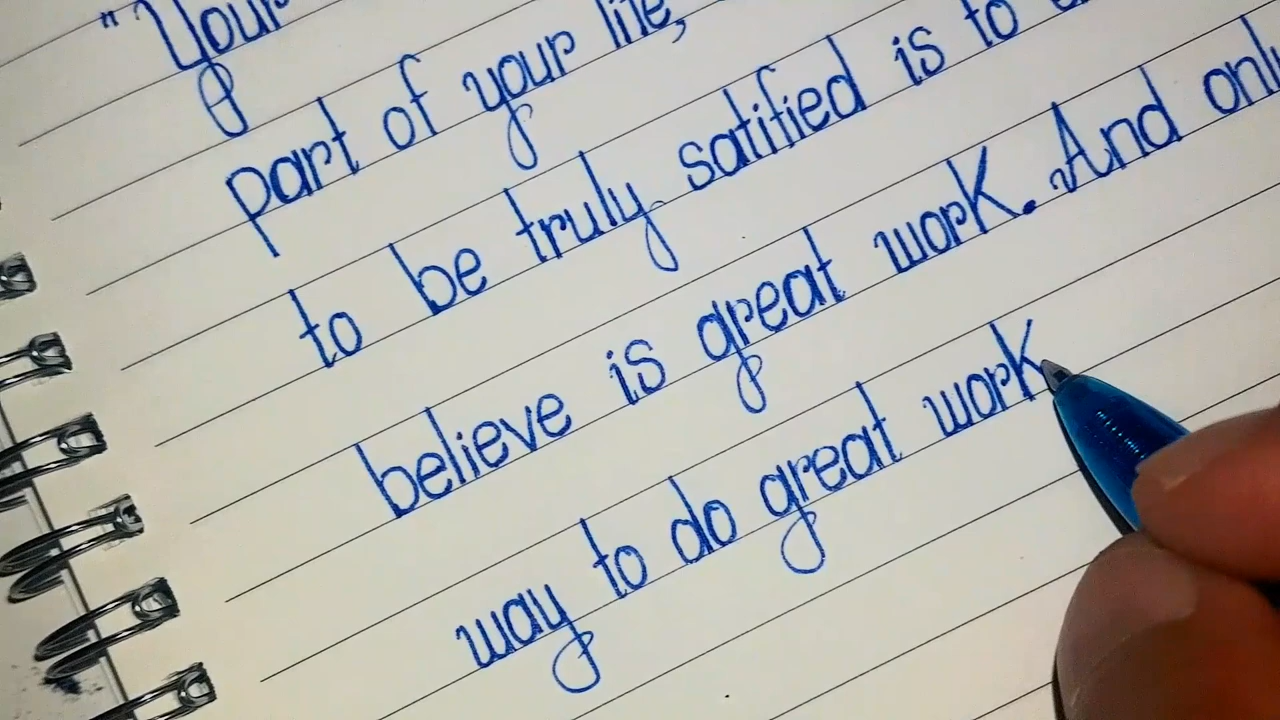 "Your
part of your life,
to be truly satified is to
believe is great work. And only
way to do great work